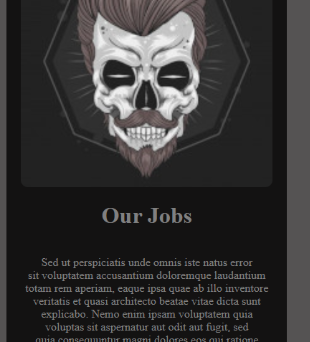 Our Jobs
Sed ut perspiciatis unde omnis iste natus error
sit voluptatem accusantium doloremque laudantium
totam rem aperiam, eaque ipsa quae ab illo inventore
veritatis et quasi architecto beatae vitae dicta sunt
explicabo. Nemo enim ipsam voluptatem quia
voluptas sit aspernatur aut odit aut fugit, sed
quia consequuntur magni dolores eos qui ratione